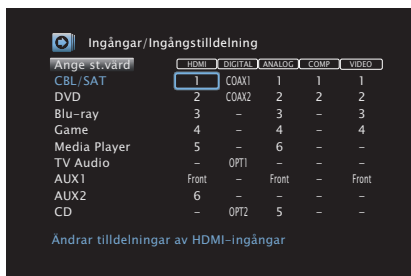 Ingångar/Ingångstilldelning
Ange st.värd HDMI DIGITAL ANALOG COMP VIDEO
CBL/SAT 1 COAX1 1 1 1
DVD 2 COAX2 2 2 2
Blu-ray 3 – 3 – 3
Game 4 – 4 – 4
Media Player 5 – 6 – –
TV Audio – OPT1 – – –
AUX1 Front – Front – Front
AUX2 6 – – – –
CD – OPT2 5 – –
Ändrar tilldelningar av HDMI-ingångar